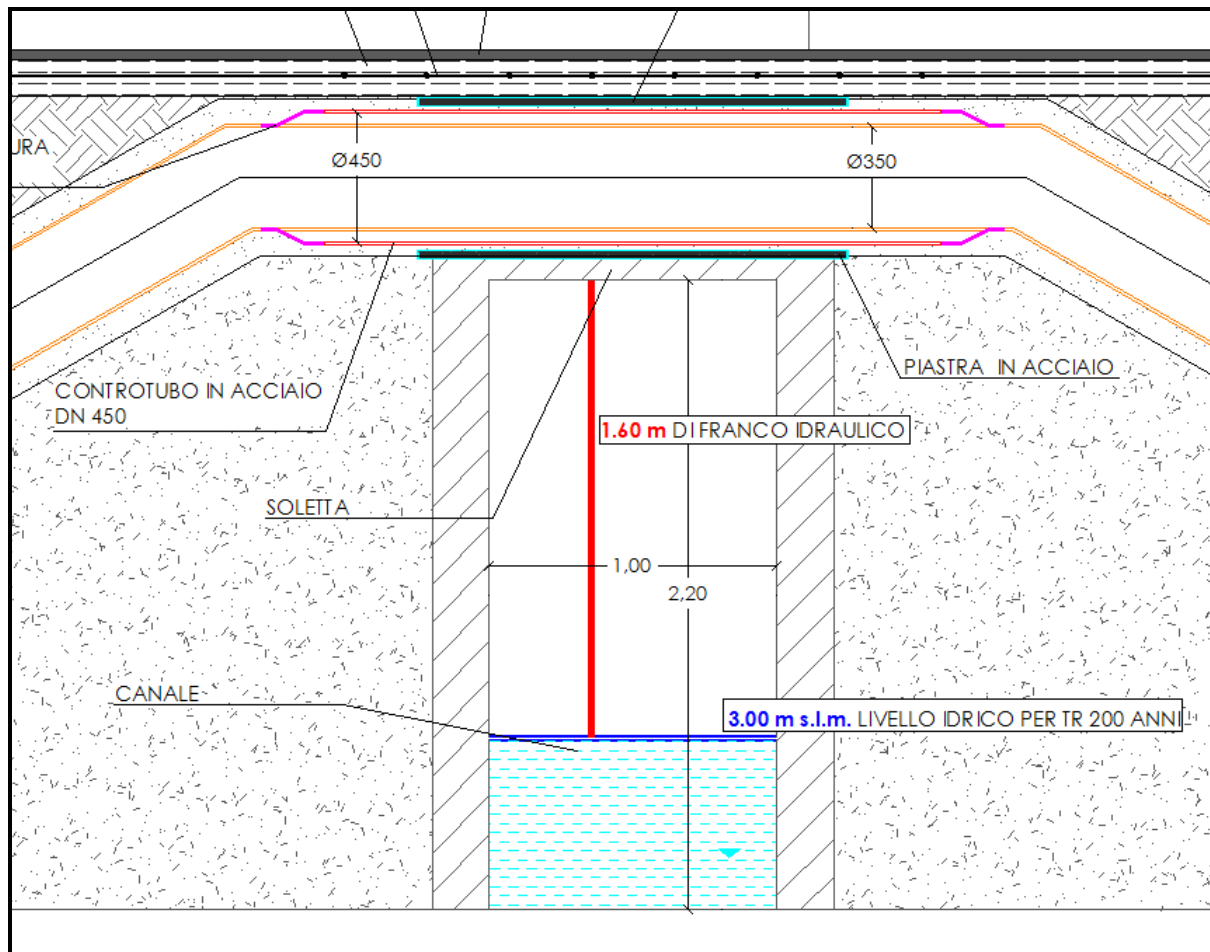 URA
Ø450
Ø350
CONTROTUBO IN ACCIAIO
DN 450
PIASTRA IN ACCIAIO
1.60 m DI FRANCO IDRAULICO
SOLETTA
1,00
2,20
CANALE
3.00 m s.l.m. LIVELLO IDRICO PER TR 200 ANNI